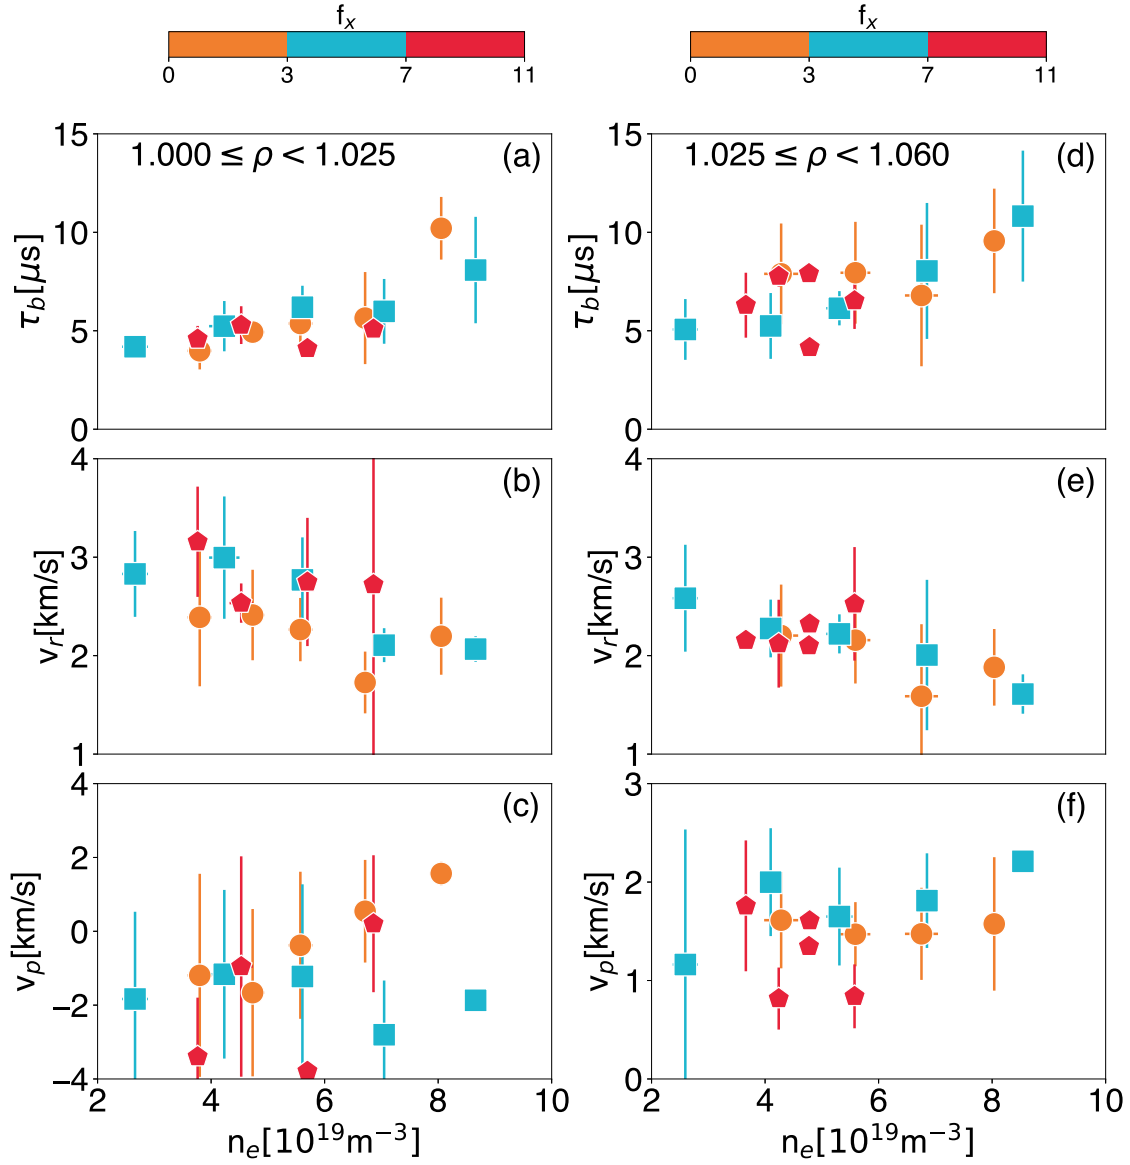 f_x f_x
0 3 7 11 0 3 7 11
15 1.000 ≤ ρ < 1.025 (a) 15 1.025 ≤ ρ < 1.060 (d)
10 10
τ_b[μs] τ_b[μs]
5 5
0 0
4 (b) 4 (e)
3 3
v_r[km/s] v_r[km/s]
2 2
1 1
4 (c) 3 (f)
2 2
v_p[km/s] 0 v_p[km/s]
−2 1
−4 0
2 4 6 8 10 2 4 6 8 10
n_e[10^{19}m^{−3}] n_e[10^{19}m^{−3}]